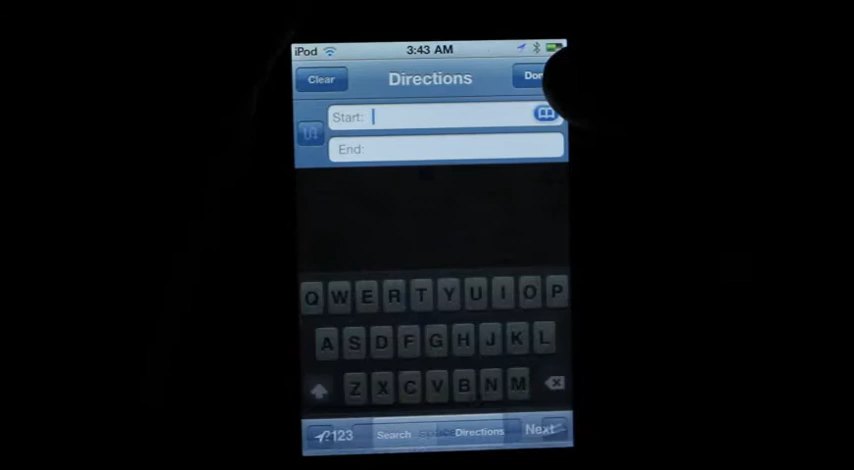 iPod 3:43 AM
Clear Directions
Start:
End:
Q W E R T Y U I O P
A S D F G H J K L
Z X C V B N M
?123 Search Directions Next